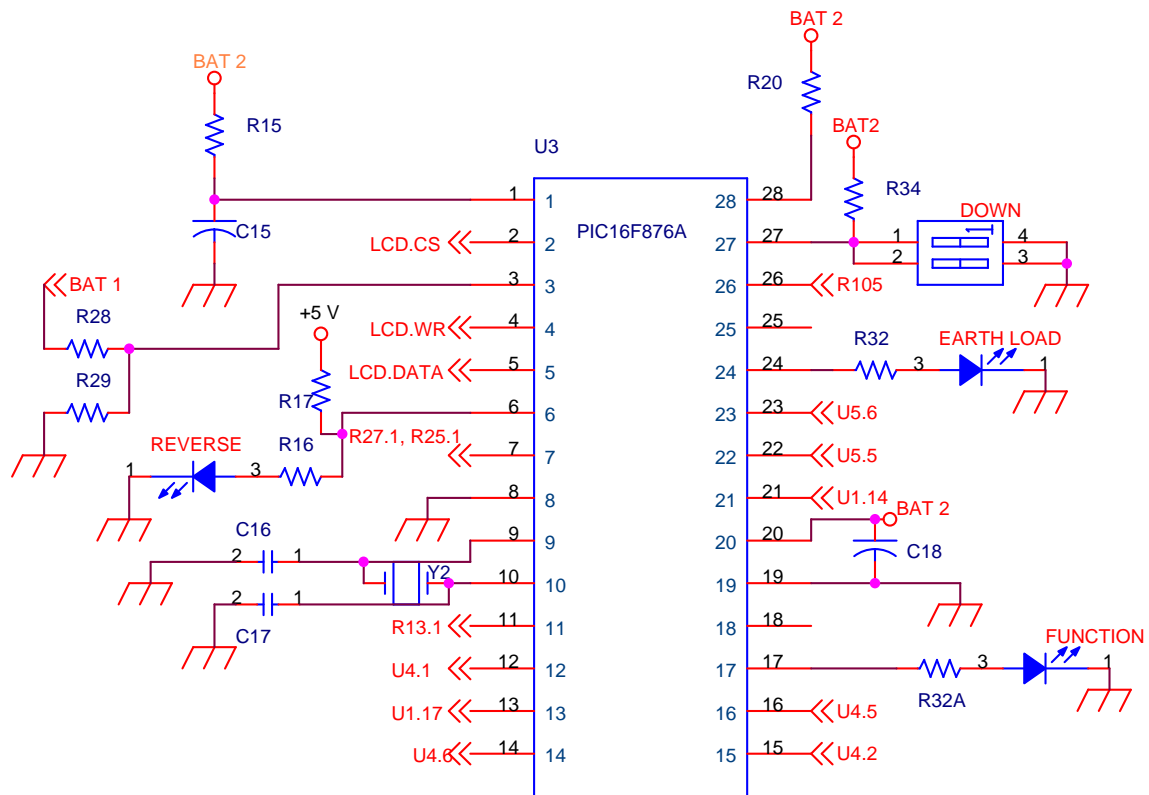 BAT 2
BAT 2
R20
R15
BAT2
U3
R34
1 1 28 28
PIC16F876A
DOWN
C15
LCD.CS 2 2 27 27 1 4
2 3
BAT 1 3 3 26 26 R105
+5 V
R28
LCD.WR 4 4 25 25
R32 EARTH LOAD
LCD.DATA 5 5 24 24 3 1
R29 R17
6 6 23 23 U5.6
REVERSE R16 R27.1, R25.1
7 7 22 22 U5.5
1 3
8 8 21 21 U1.14
BAT 2
C16
9 9 20 20 C18
2 1
Y2
10 10 19 19
2 1
C17
R13.1 11 11 18 18
FUNCTION
U4.1 12 12 17 17 3 1
R32A
U1.17 13 13 16 16 U4.5
U4.6 14 14 15 15 U4.2